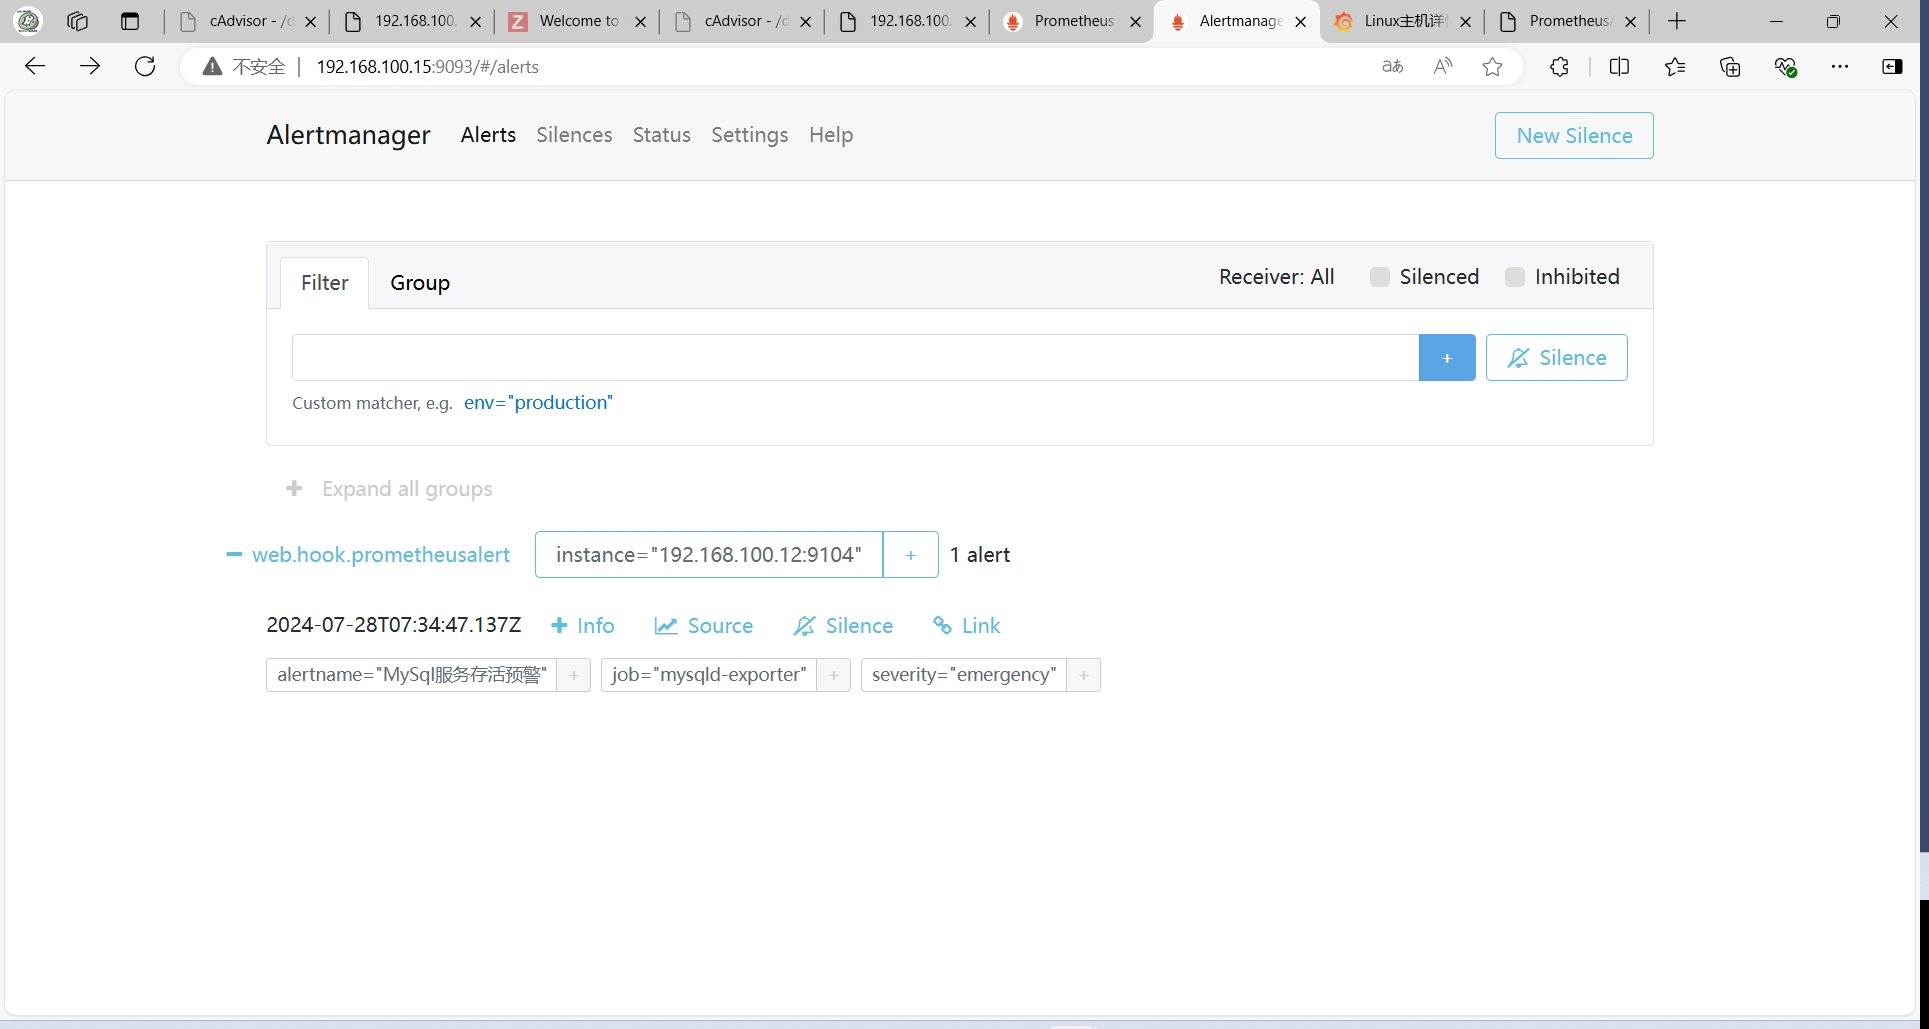 cAdvisor - /d
192.168.100.
Welcome to
cAdvisor - /d
192.168.100.
Prometheus
Alertmanage
Linux主机详情
PrometheusA
不安全 192.168.100.15:9093/#/alerts
Alertmanager Alerts Silences Status Settings Help New Silence
Filter Group Receiver: All Silenced Inhibited
+ Silence
Custom matcher, e.g. env="production"
+ Expand all groups
web.hook.prometheusalert instance="192.168.100.12:9104" + 1 alert
2024-07-28T07:34:47.137Z + Info Source Silence Link
alertname="MySql服务存活预警" + job="mysqld-exporter" + severity="emergency" +